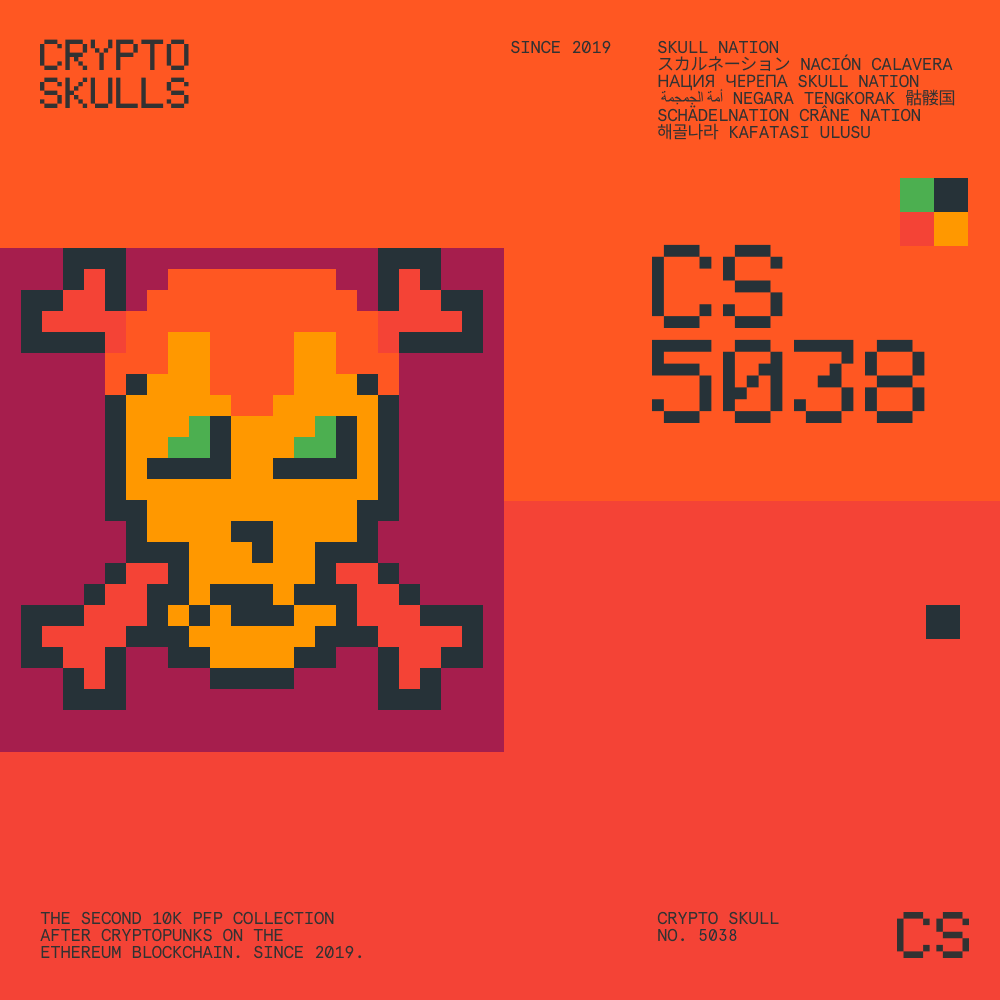 CRYPTO
SKULLS
SINCE 2019
SKULL NATION
スカルネーション NACIÓN CALAVERA
НАЦИЯ ЧЕРЕПА SKULL NATION
أمة الجمجمة NEGARA TENGKORAK 骷髅国
SCHÄDELNATION CRÂNE NATION
해골나라 KAFATASI ULUSU
CS
5038
THE SECOND 10K PFP COLLECTION
AFTER CRYPTOPUNKS ON THE
ETHEREUM BLOCKCHAIN. SINCE 2019.
CRYPTO SKULL
NO. 5038
CS